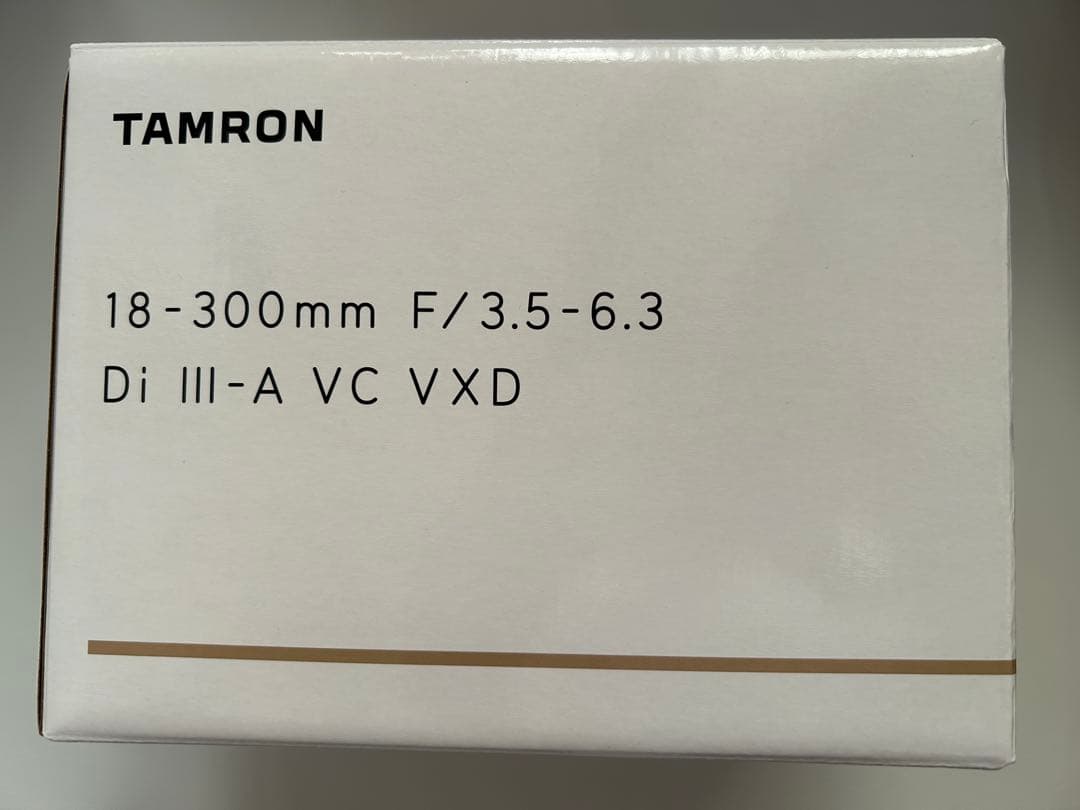 TAMRON
18-300mm F/3.5-6.3
Di III-A VC VXD